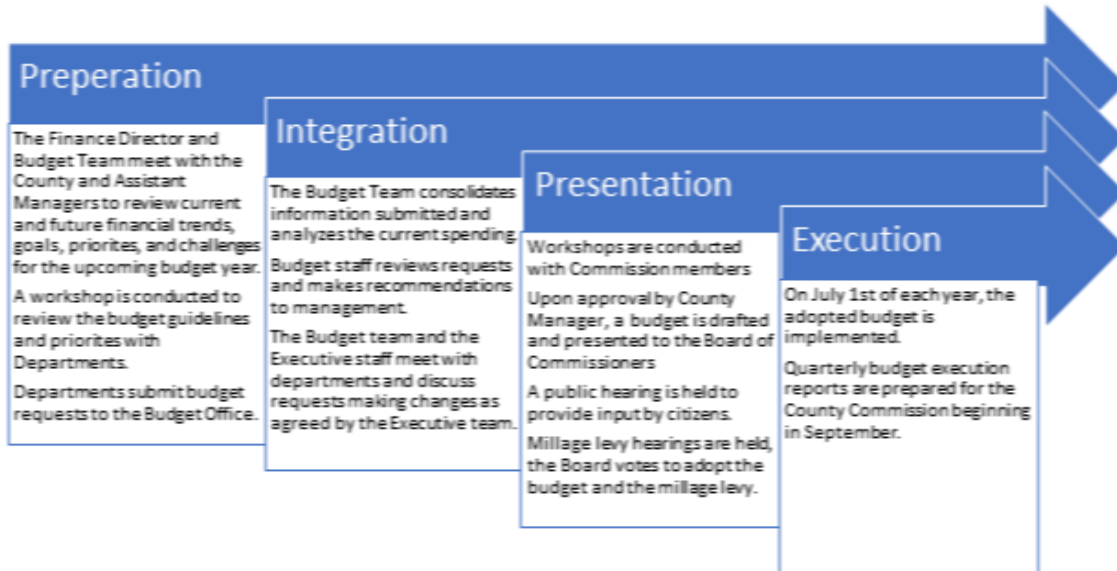 Preperation
The Finance Director and
Budget Team meet with the
County and Assistant
Managers to review current
and future financial trends,
goals, priorites, and challenges
for the upcoming budget year.
A workshop is conducted to
review the budget guidelines
and priorites with
Departments.
Departments submit budget
requests to the Budget Office.
Integration
The Budget Team consolidates
information submitted and
analyzes the current spending.
Budget staff reviews requests
and makes recommendations
to management.
The Budget team and the
Executive staff meet with
departments and discuss
requests making changes as
agreed by the Executive team.
Presentation
Workshops are conducted
with Commission members
Upon approval by County
Manager, a budget is drafted
and presented to the Board of
Commissioners
A public hearing is held to
provide input by citizens.
Millage levy hearings are held,
the Board votes to adopt the
budget and the millage levy.
Execution
On July 1st of each year, the
adopted budget is
implemented.
Quarterly budget execution
reports are prepared for the
County Commission beginning
in September.